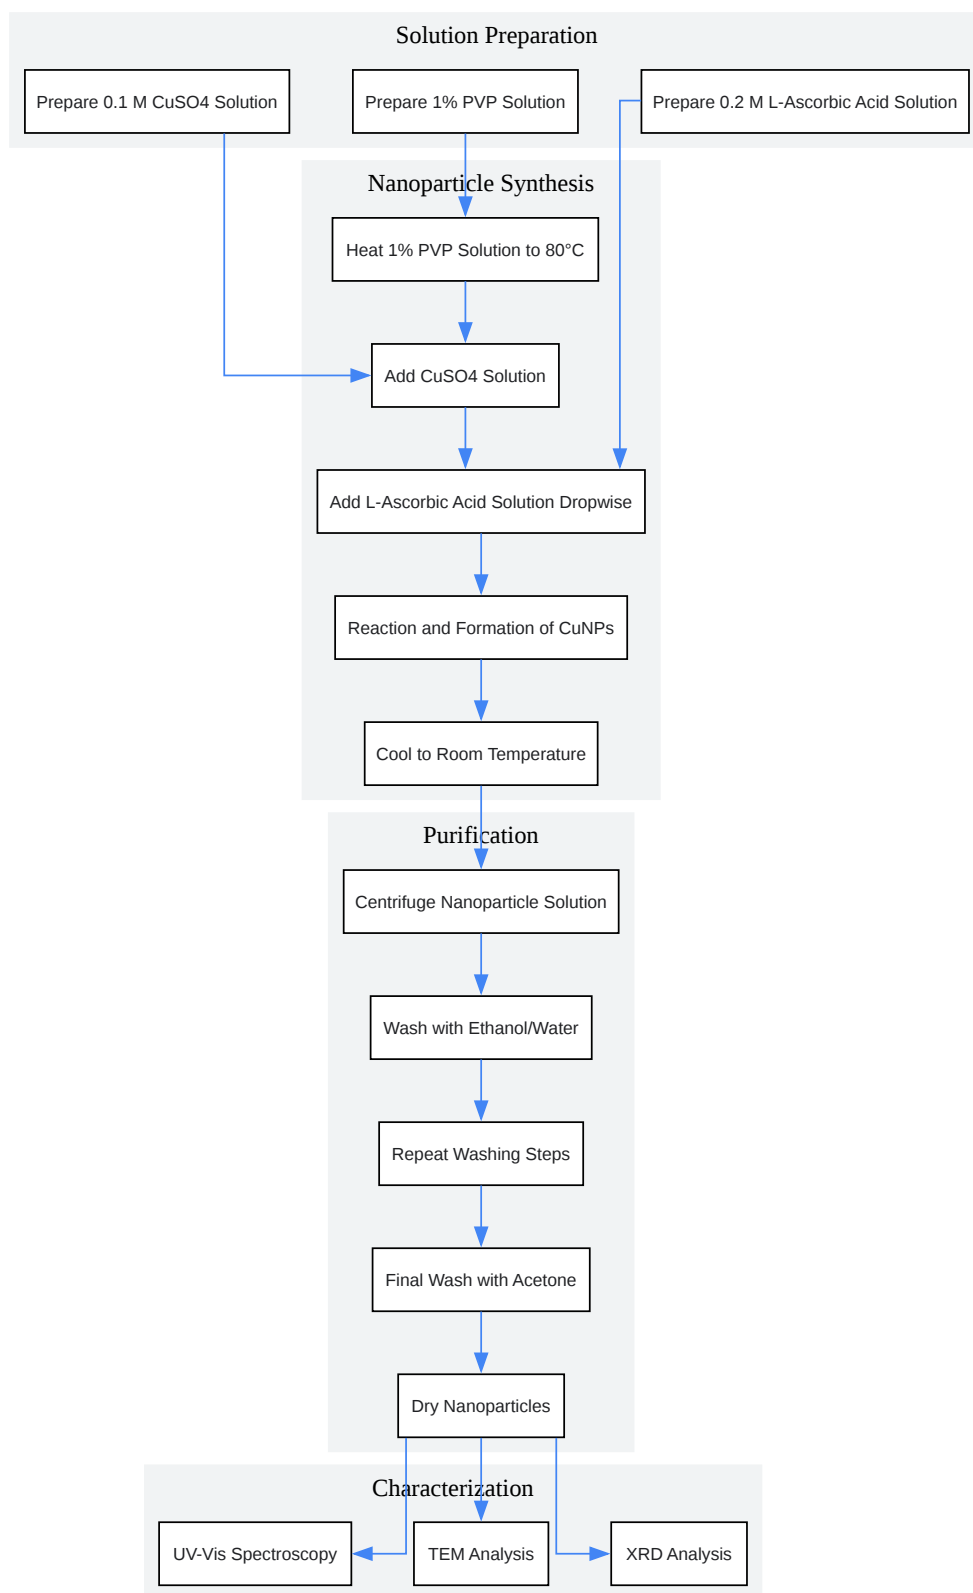 Solution Preparation
Prepare 0.1 M CuSO4 Solution
Prepare 1% PVP Solution
Prepare 0.2 M L-Ascorbic Acid Solution
Nanoparticle Synthesis
Heat 1% PVP Solution to 80°C
Add CuSO4 Solution
Add L-Ascorbic Acid Solution Dropwise
Reaction and Formation of CuNPs
Cool to Room Temperature
Purification
Centrifuge Nanoparticle Solution
Wash with Ethanol/Water
Repeat Washing Steps
Final Wash with Acetone
Dry Nanoparticles
Characterization
UV-Vis Spectroscopy
TEM Analysis
XRD Analysis